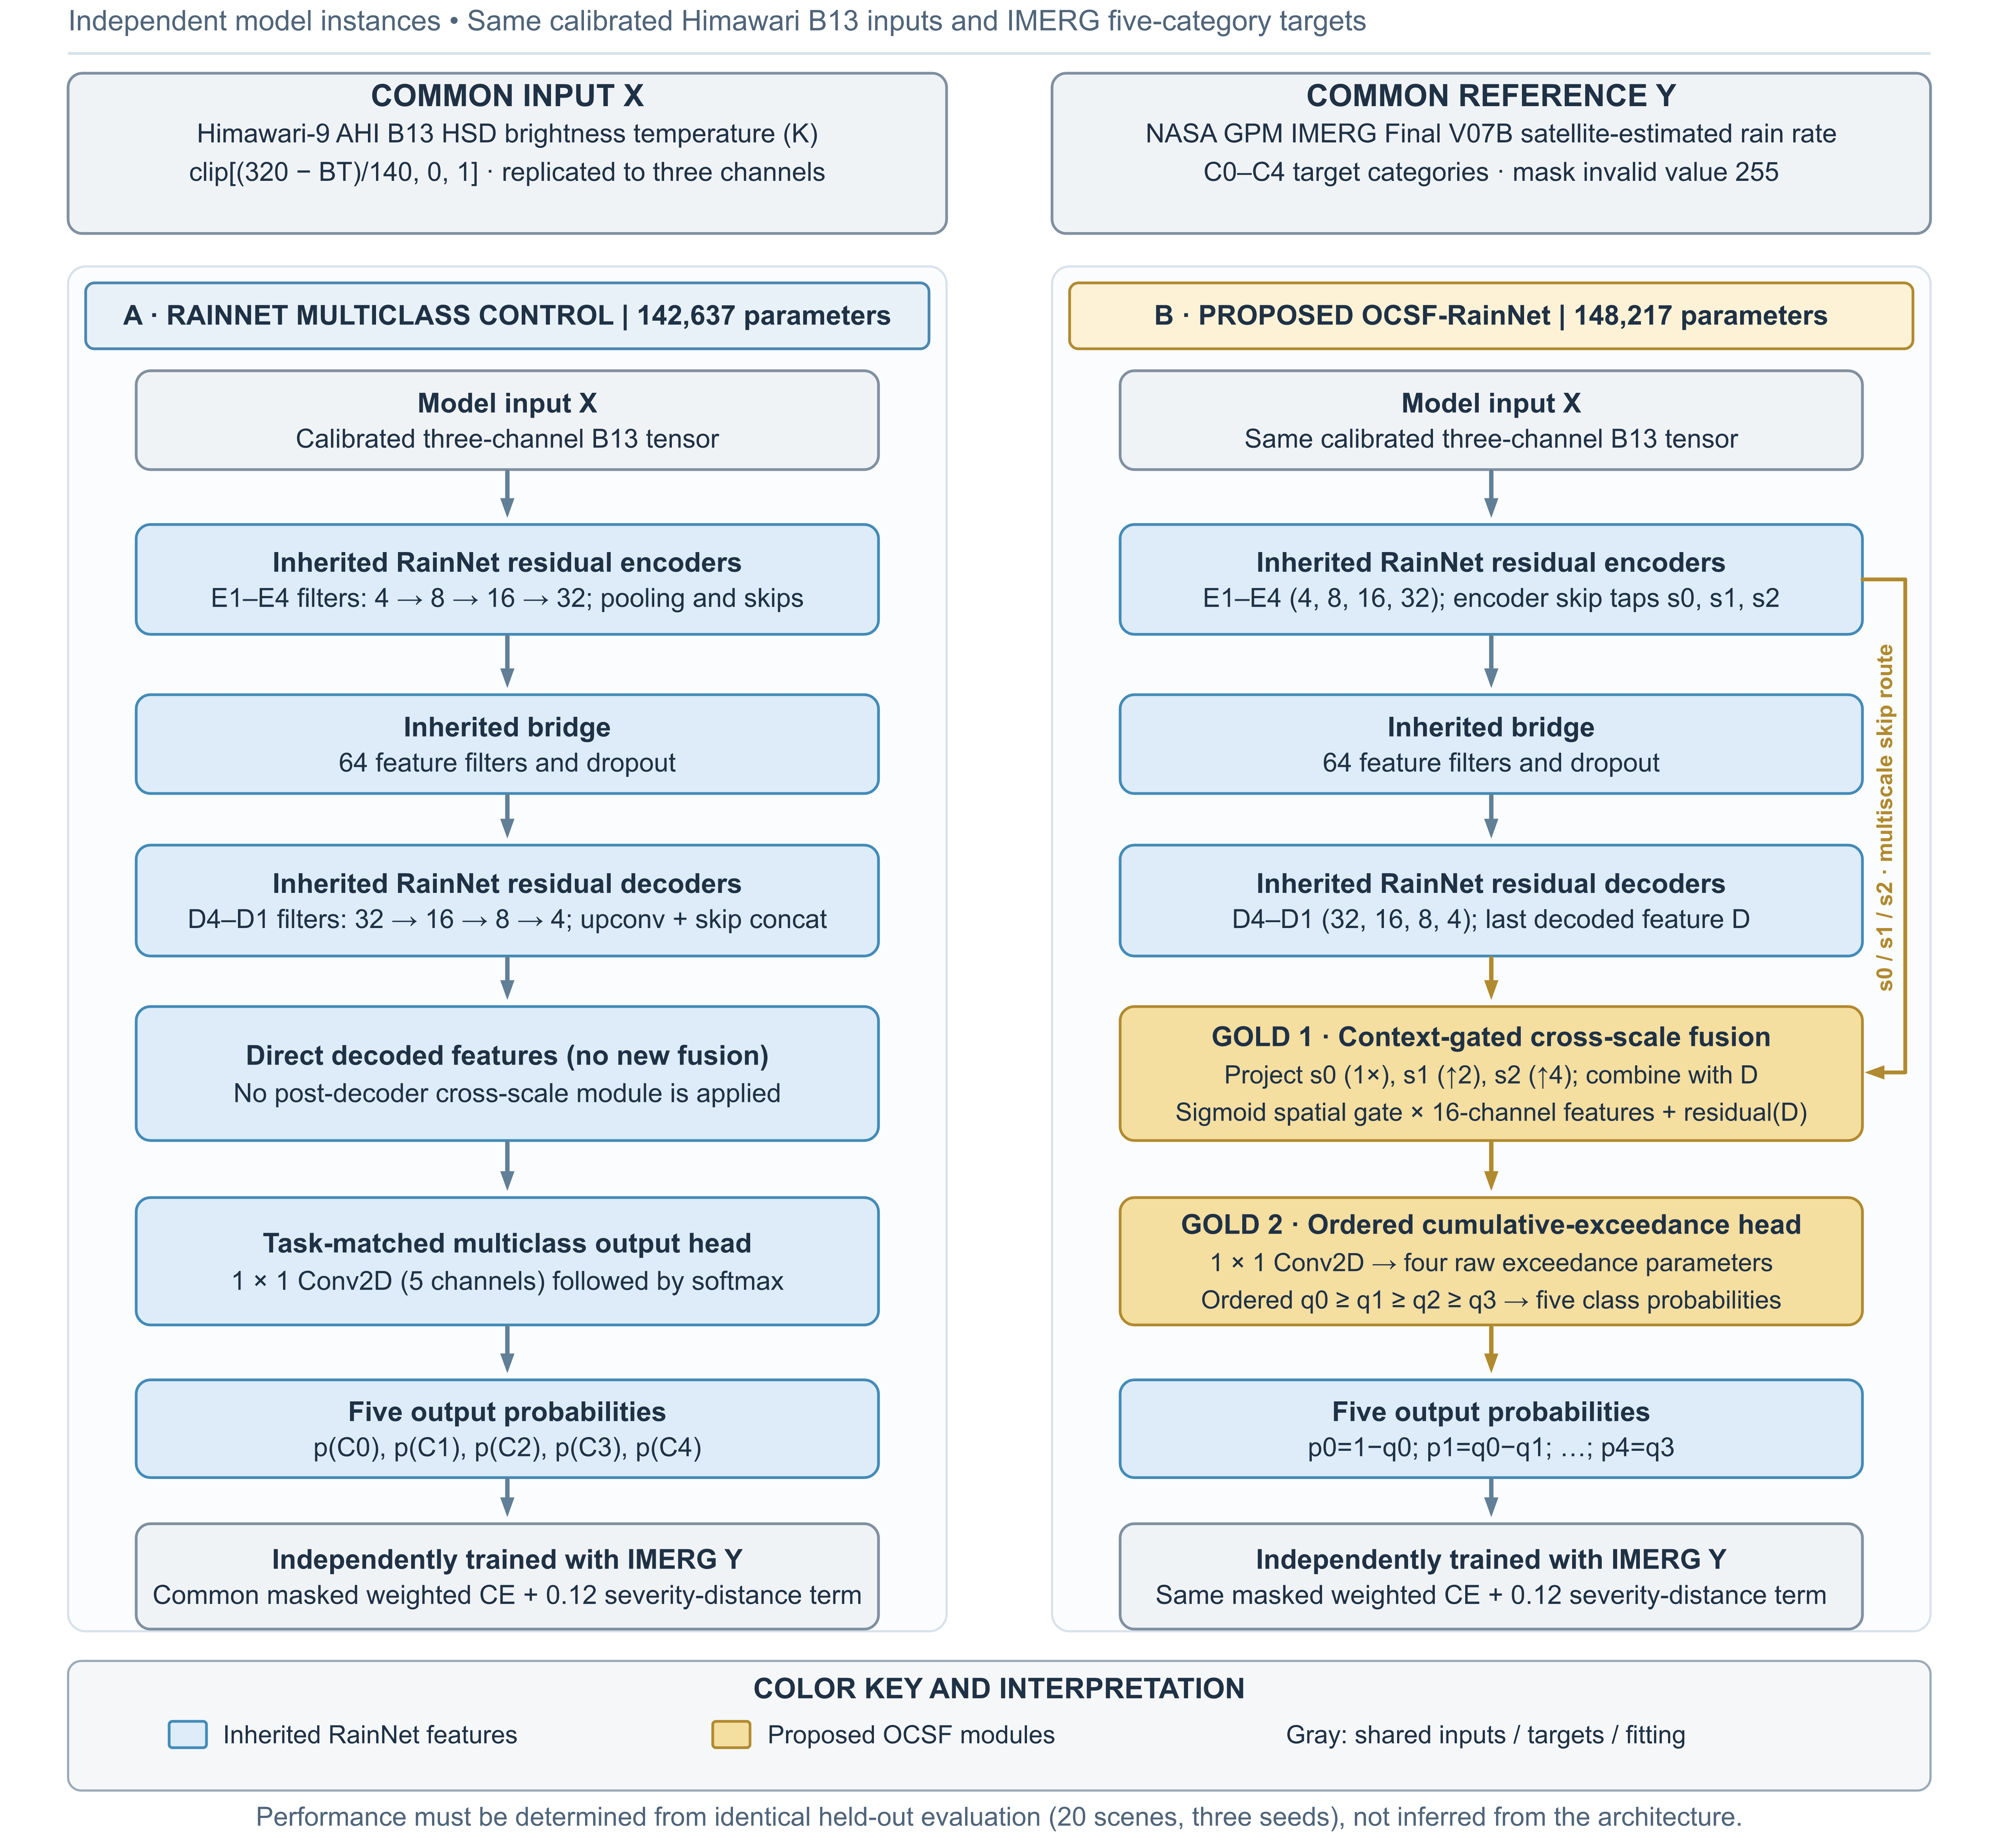 Independent model instances • Same calibrated Himawari B13 inputs and IMERG five-category targets
COMMON INPUT X
Himawari-9 AHI B13 HSD brightness temperature (K)
clip[(320 − BT)/140, 0, 1] · replicated to three channels
COMMON REFERENCE Y
NASA GPM IMERG Final V07B satellite-estimated rain rate
C0–C4 target categories · mask invalid value 255
A · RAINNET MULTICLASS CONTROL | 142,637 parameters
Model input X
Calibrated three-channel B13 tensor
Inherited RainNet residual encoders
E1–E4 filters: 4 → 8 → 16 → 32; pooling and skips
Inherited bridge
64 feature filters and dropout
Inherited RainNet residual decoders
D4–D1 filters: 32 → 16 → 8 → 4; upconv + skip concat
Direct decoded features (no new fusion)
No post-decoder cross-scale module is applied
Task-matched multiclass output head
1 × 1 Conv2D (5 channels) followed by softmax
Five output probabilities
p(C0), p(C1), p(C2), p(C3), p(C4)
Independently trained with IMERG Y
Common masked weighted CE + 0.12 severity-distance term
B · PROPOSED OCSF-RainNet | 148,217 parameters
Model input X
Same calibrated three-channel B13 tensor
Inherited RainNet residual encoders
E1–E4 (4, 8, 16, 32); encoder skip taps s0, s1, s2
Inherited bridge
64 feature filters and dropout
Inherited RainNet residual decoders
D4–D1 (32, 16, 8, 4); last decoded feature D
s0 / s1 / s2 · multiscale skip route
GOLD 1 · Context-gated cross-scale fusion
Project s0 (1×), s1 (↑2), s2 (↑4); combine with D
Sigmoid spatial gate × 16-channel features + residual(D)
GOLD 2 · Ordered cumulative-exceedance head
1 × 1 Conv2D → four raw exceedance parameters
Ordered q0 ≥ q1 ≥ q2 ≥ q3 → five class probabilities
Five output probabilities
p0=1−q0; p1=q0−q1; …; p4=q3
Independently trained with IMERG Y
Same masked weighted CE + 0.12 severity-distance term
COLOR KEY AND INTERPRETATION
Inherited RainNet features
Proposed OCSF modules
Gray: shared inputs / targets / fitting
Performance must be determined from identical held-out evaluation (20 scenes, three seeds), not inferred from the architecture.